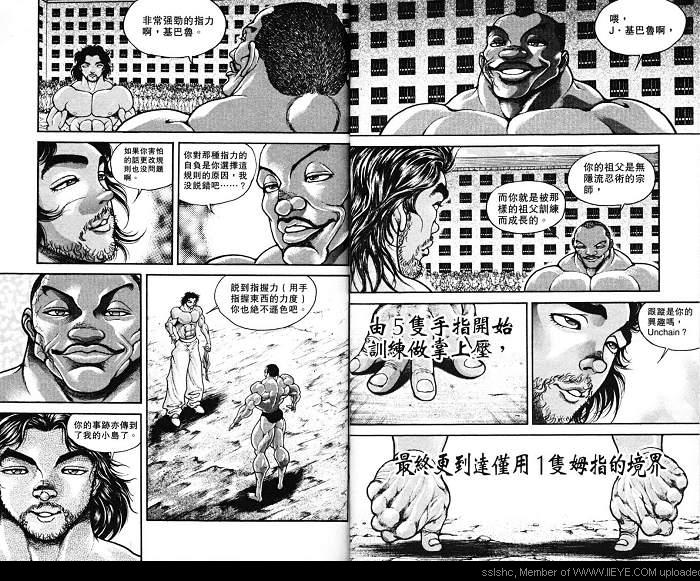 喂，
J．基巴魯啊，
你的祖父是無
隱流忍術的宗
師，
而你就是被那
樣的祖父訓練
而成長的。
跟蹤是你的
興趣嗎，
Unchain？
由5隻手指開始
訓練做掌上壓，
最終更到達僅用1隻姆指的境界
非常强勁的指力
啊，基巴魯。
你對那種指力的
自負是你選擇這
規則的原因，我
没説錯吧……？
如果你害怕
的話更改規
則也没問題
啊。
説到指握力（用手
指握東西的力度）
你也絶不遜色吧。
你的事跡亦傳到
了我的小島了。
sslshc, Member of WWW.IIEYE.COM uploade